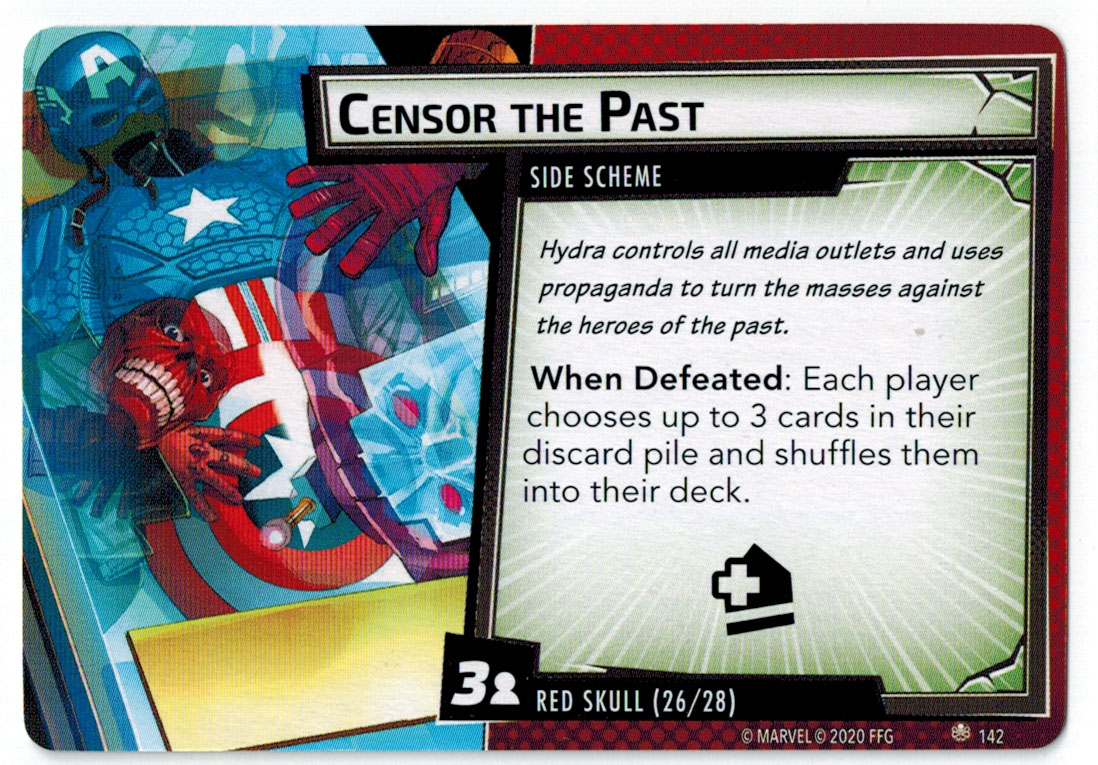 CENSOR THE PAST
SIDE SCHEME
Hydra controls all media outlets and uses
propaganda to turn the masses against
the heroes of the past.
When Defeated: Each player
chooses up to 3 cards in their
discard pile and shuffles them
into their deck.
3
RED SKULL (26/28)
© MARVEL © 2020 FFG 142
A